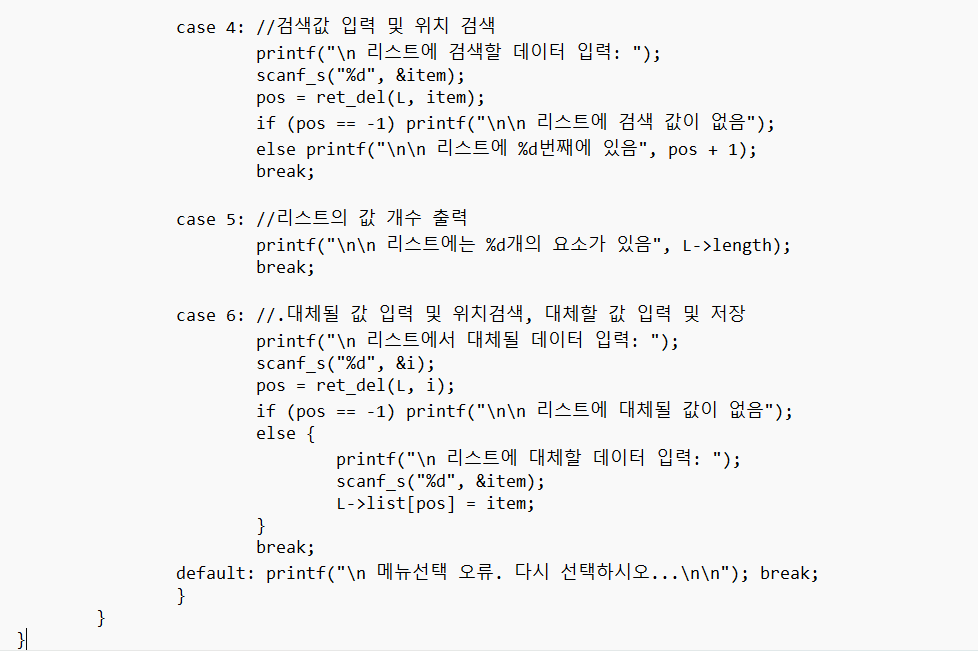 case 4: //검색값 입력 및 위치 검색
printf("\n 리스트에 검색할 데이터 입력: ");
scanf_s("%d", &item);
pos = ret_del(L, item);
if (pos == -1) printf("\n\n 리스트에 검색 값이 없음");
else printf("\n\n 리스트에 %d번째에 있음", pos + 1);
break;
case 5: //리스트의 값 개수 출력
printf("\n\n 리스트에는 %d개의 요소가 있음", L->length);
break;
case 6: //.대체될 값 입력 및 위치검색, 대체할 값 입력 및 저장
printf("\n 리스트에서 대체될 데이터 입력: ");
scanf_s("%d", &i);
pos = ret_del(L, i);
if (pos == -1) printf("\n\n 리스트에 대체될 값이 없음");
else {
printf("\n 리스트에 대체할 데이터 입력: ");
scanf_s("%d", &item);
L->list[pos] = item;
}
break;
default: printf("\n 메뉴선택 오류. 다시 선택하시오...\n\n"); break;
}
}
}